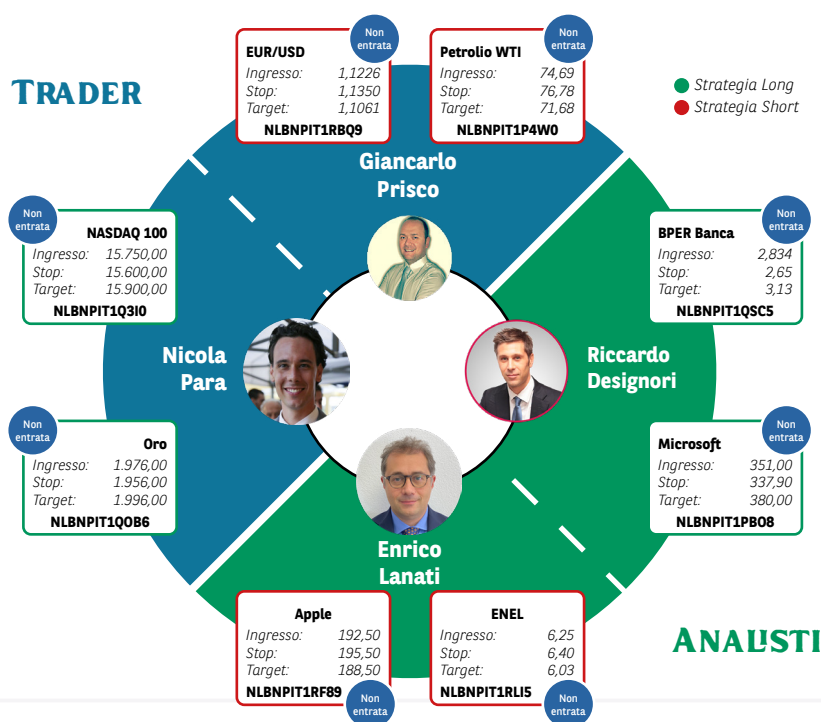 TRADER
Non
entrata
EUR/USD
Ingresso: 1,1226
Stop: 1,1350
Target: 1,1061
NLBNPIT1RBQ9
Non
entrata
Petrolio WTI
Ingresso: 74,69
Stop: 76,78
Target: 71,68
NLBNPIT1P4W0
Strategia Long
Strategia Short
Giancarlo
Prisco
Non
entrata
NASDAQ 100
Ingresso: 15.750,00
Stop: 15.600,00
Target: 15.900,00
NLBNPIT1Q3I0
Non
entrata
BPER Banca
Ingresso: 2,834
Stop: 2,65
Target: 3,13
NLBNPIT1QSC5
Nicola
Para
Riccardo
Designori
Non
entrata
Oro
Ingresso: 1.976,00
Stop: 1.956,00
Target: 1.996,00
NLBNPIT1QOB6
Non
entrata
Microsoft
Ingresso: 351,00
Stop: 337,90
Target: 380,00
NLBNPIT1PBO8
Enrico
Lanati
Apple
Ingresso: 192,50
Stop: 195,50
Target: 188,50
NLBNPIT1RF89
Non
entrata
ENEL
Ingresso: 6,25
Stop: 6,40
Target: 6,03
NLBNPIT1RLI5
Non
entrata
ANALISTI